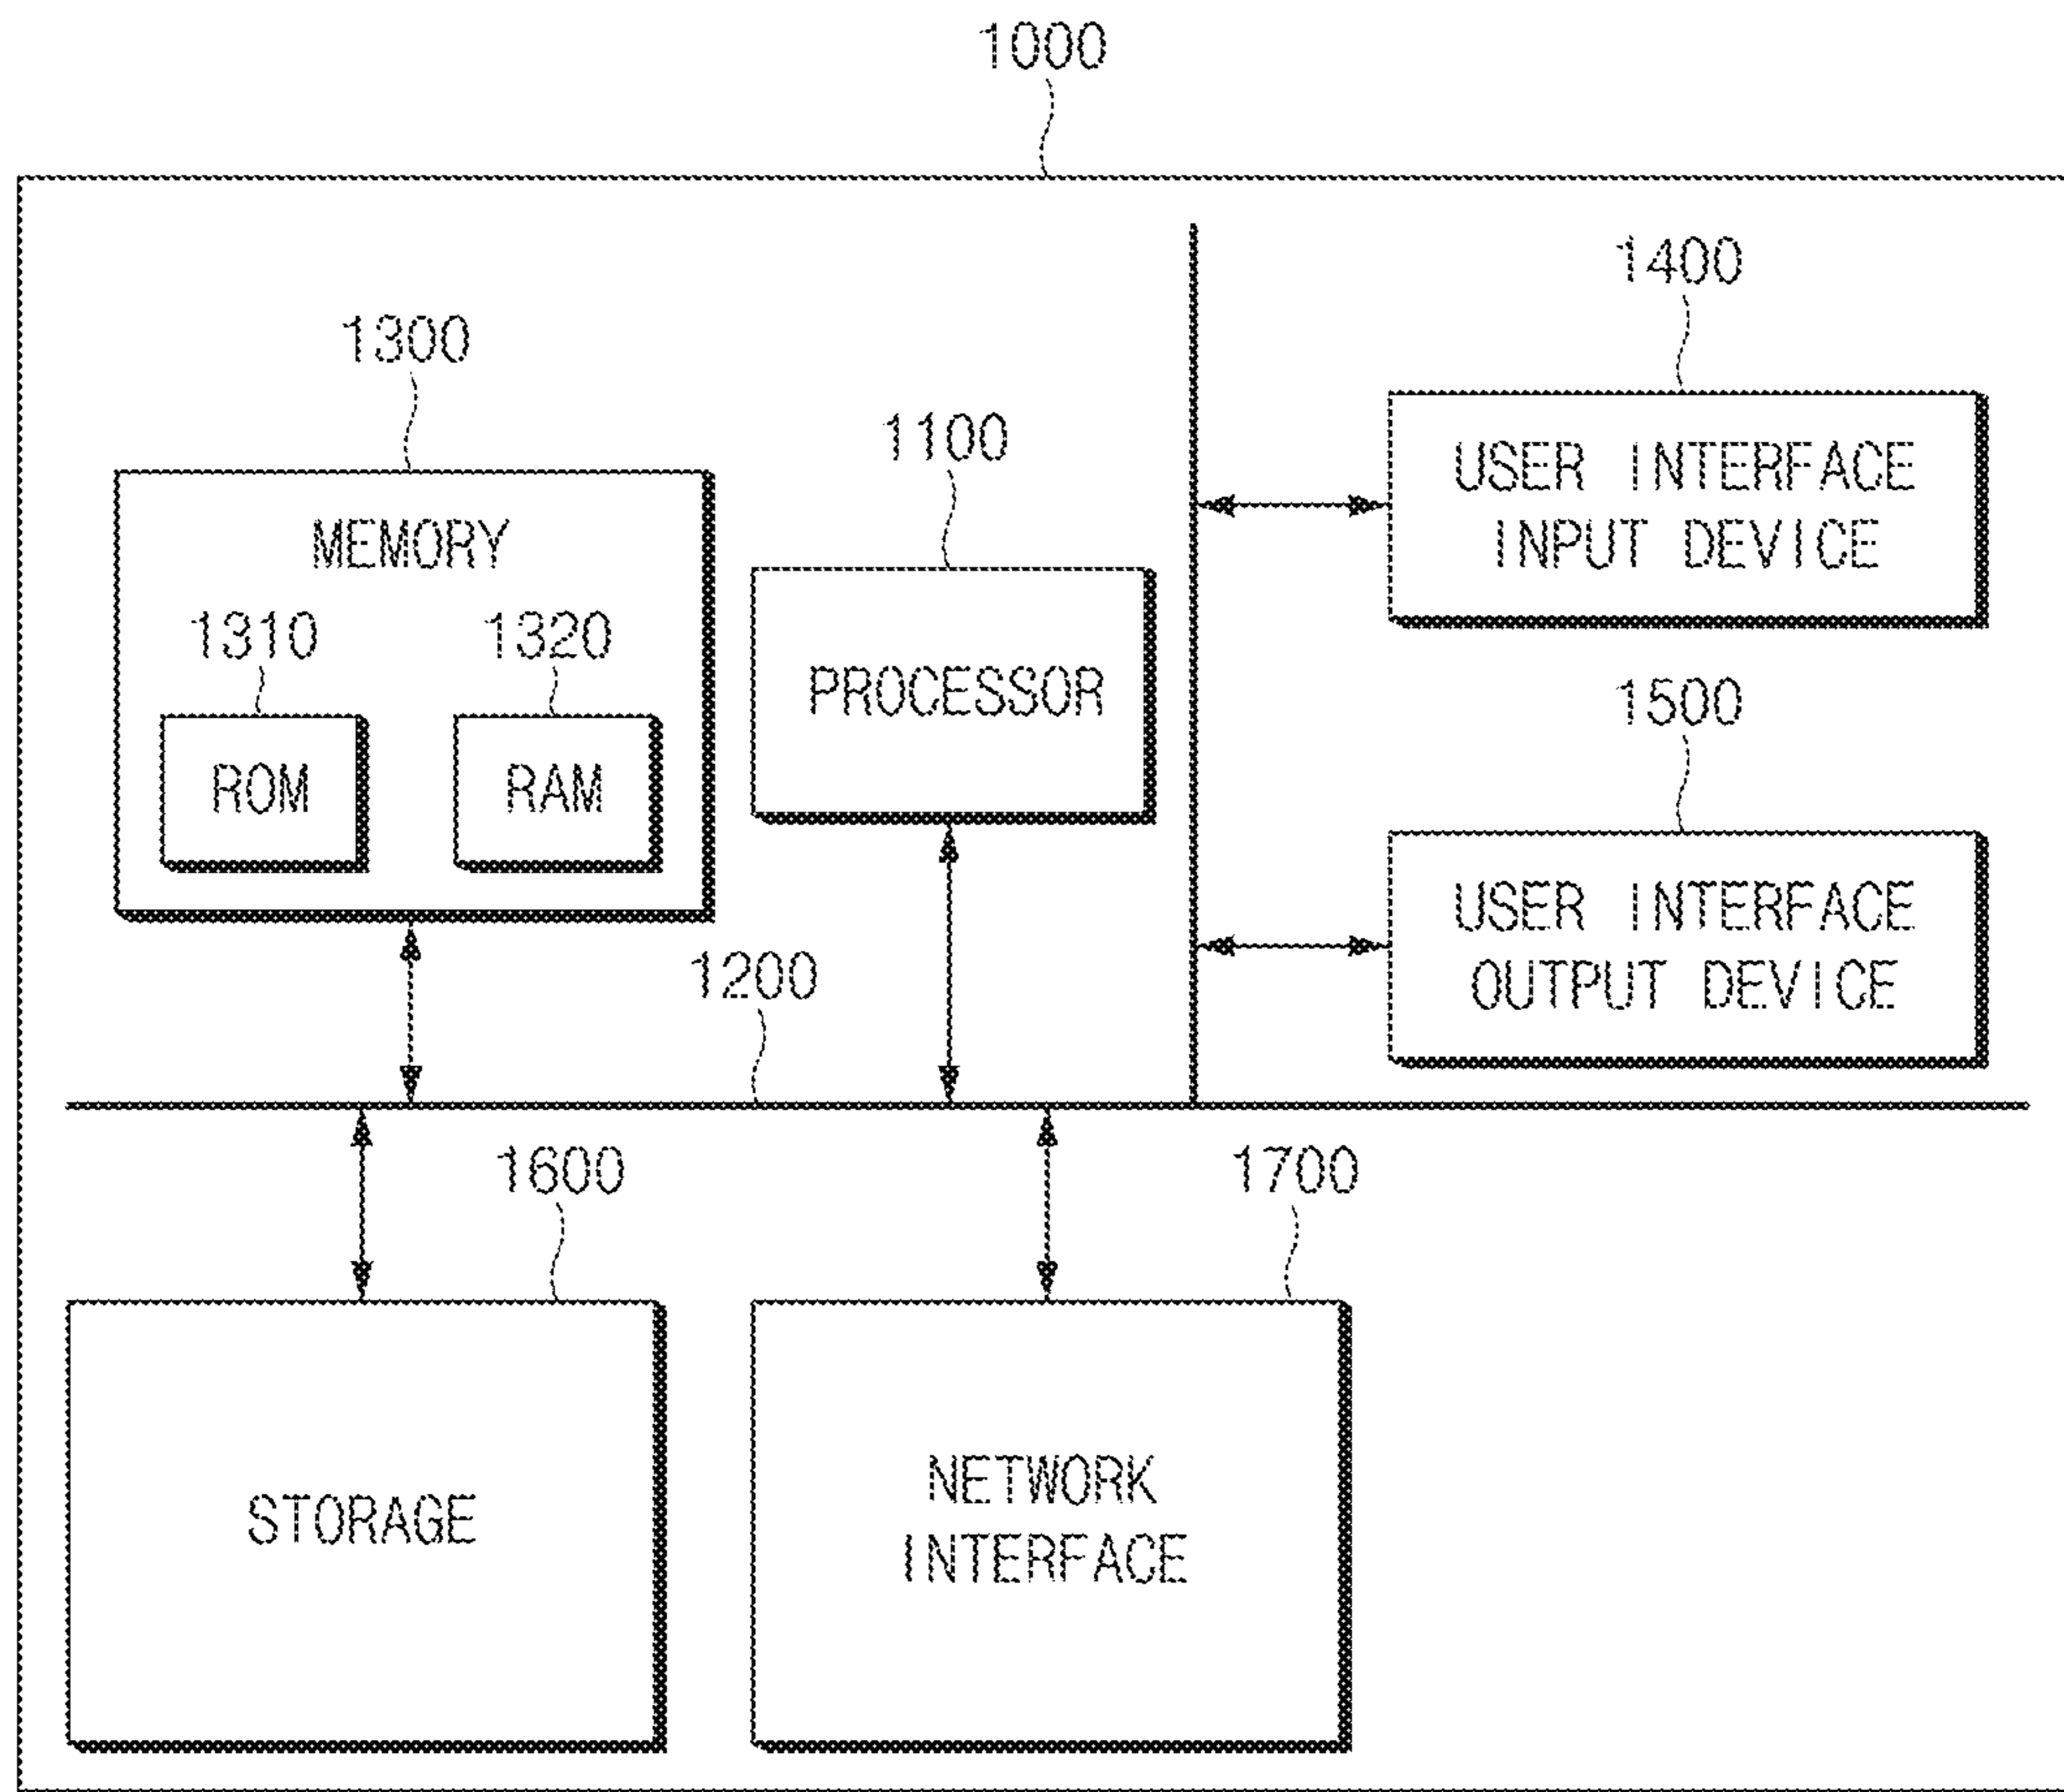 1000
1400
1300
1100
USER INTERFACE
INPUT DEVICE
MEMORY
1310
1320
PROCESSOR
1500
ROM
RAM
USER INTERFACE
OUTPUT DEVICE
1200
1600
1700
STORAGE
NETWORK
INTERFACE